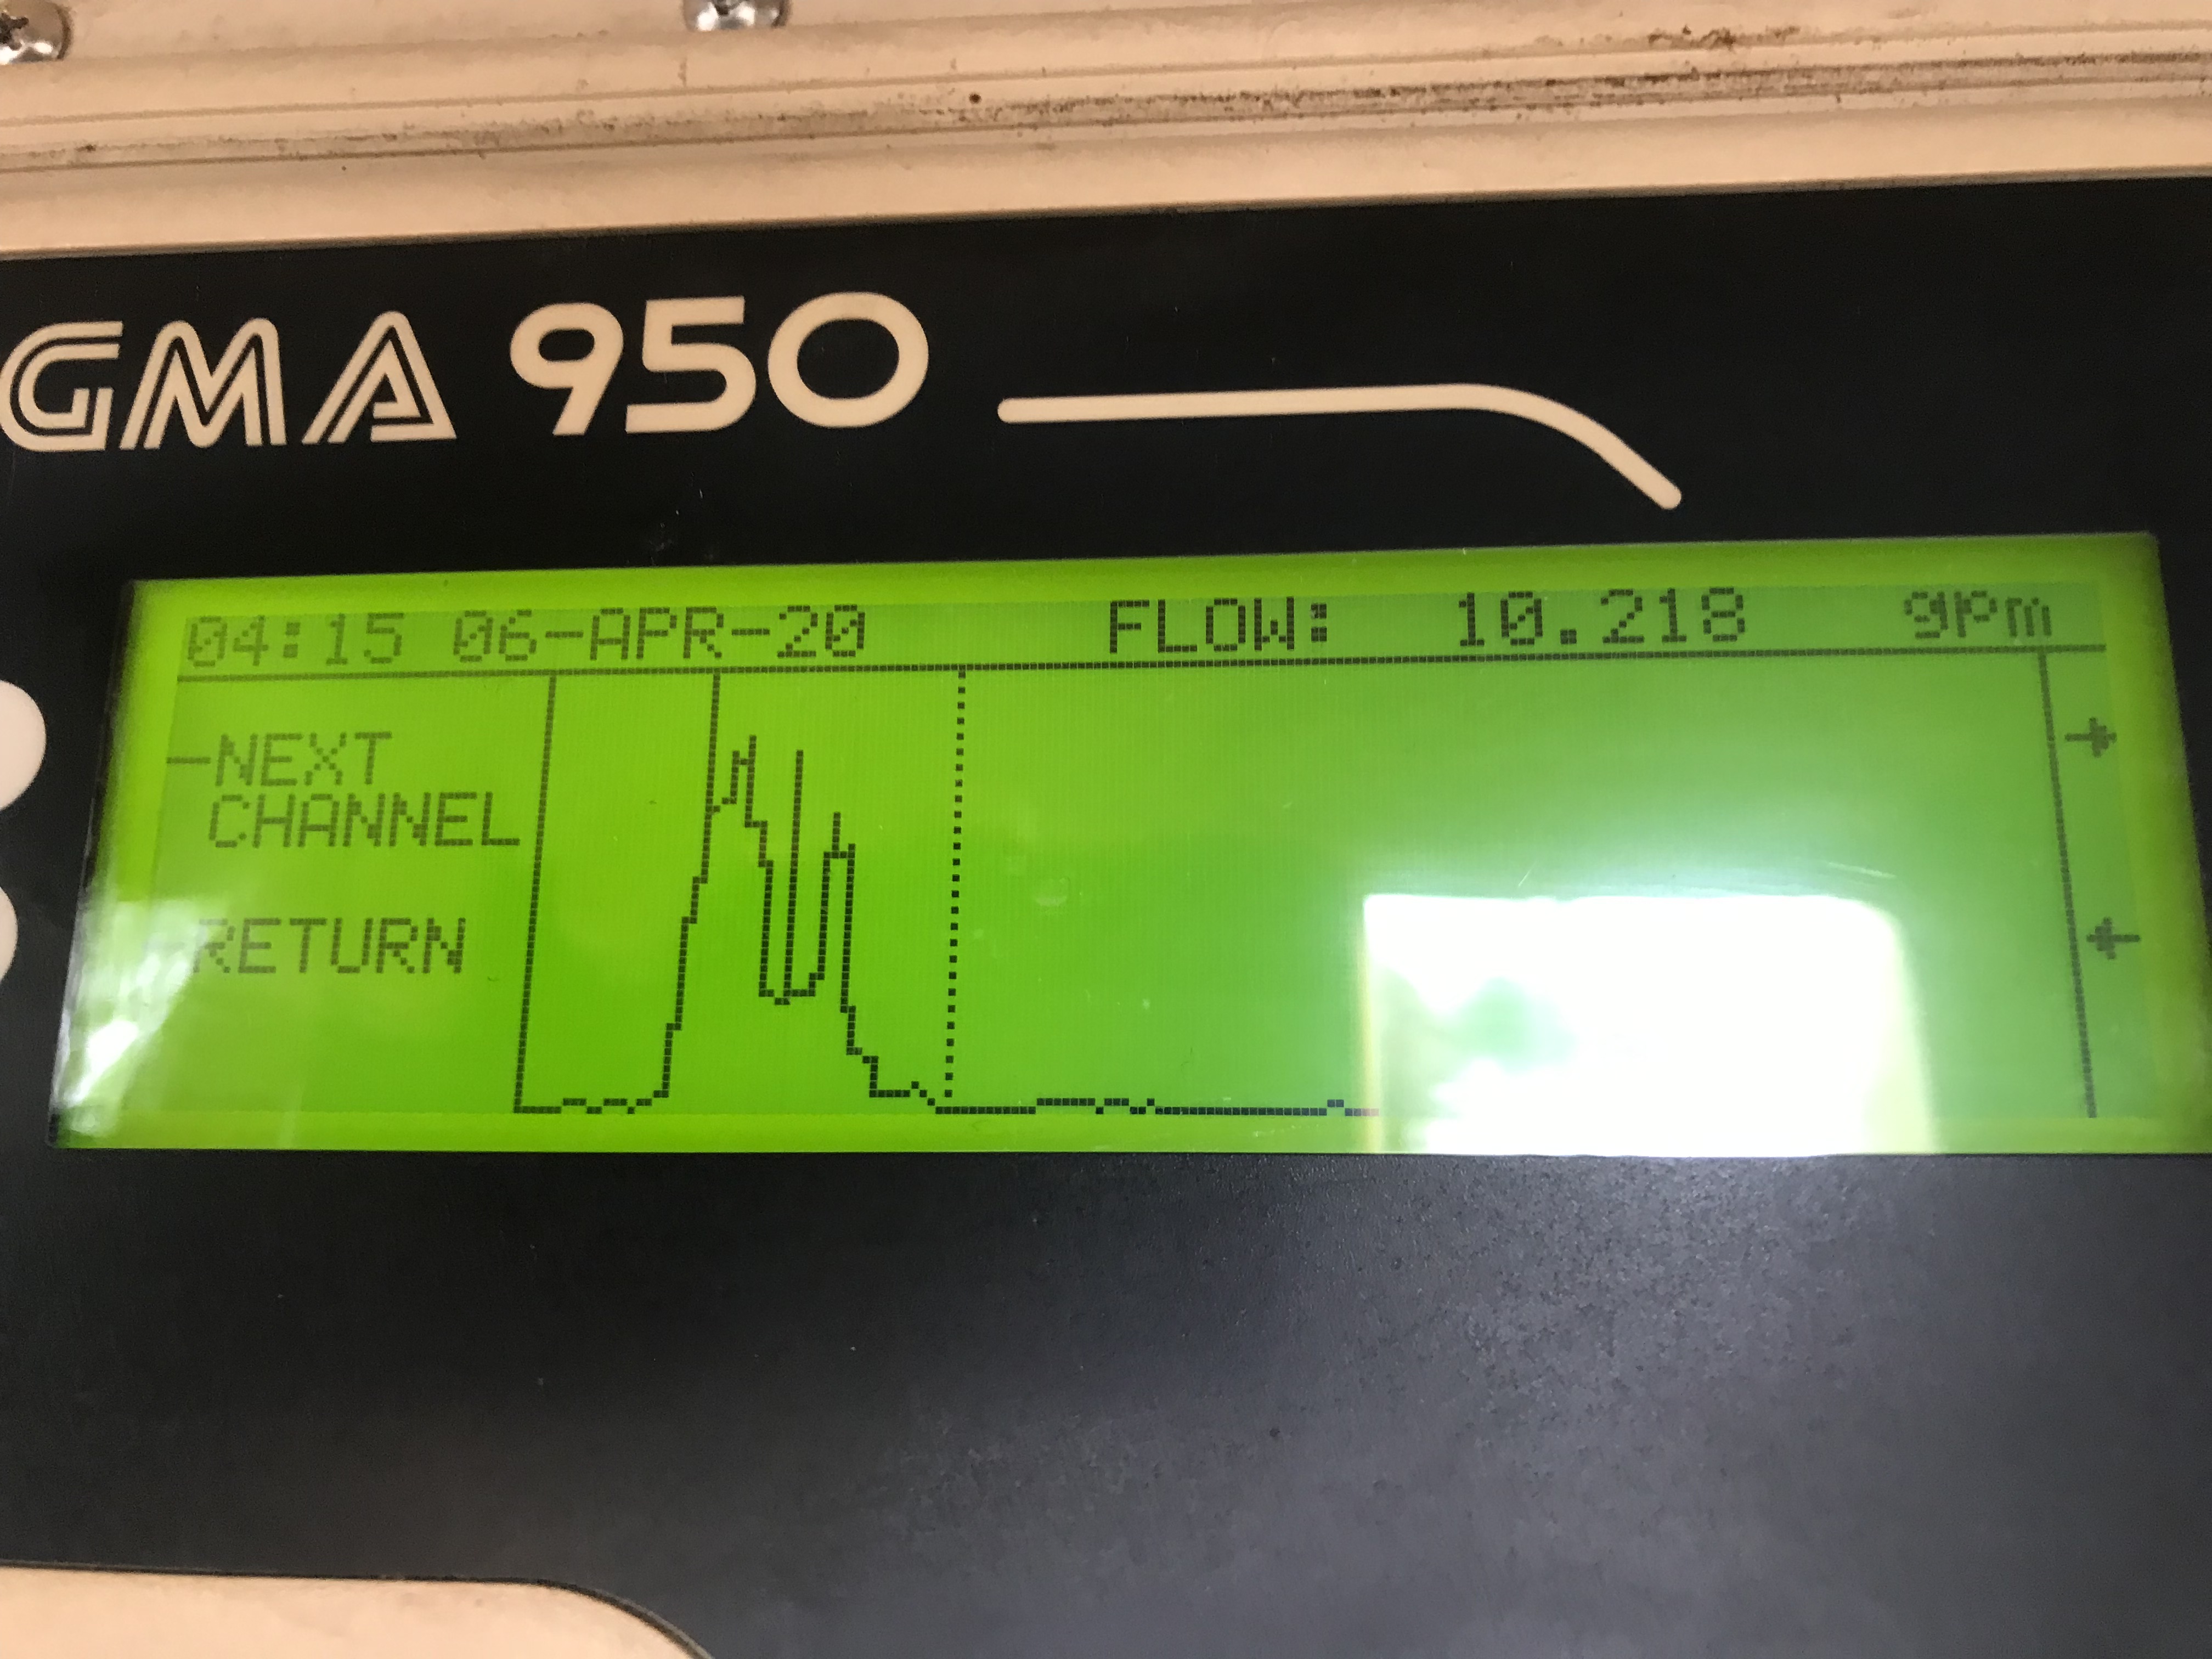 GMA 950
04:15 06-APR-20 FLOW: 10.218 gpm
-NEXT
CHANNEL
-RETURN